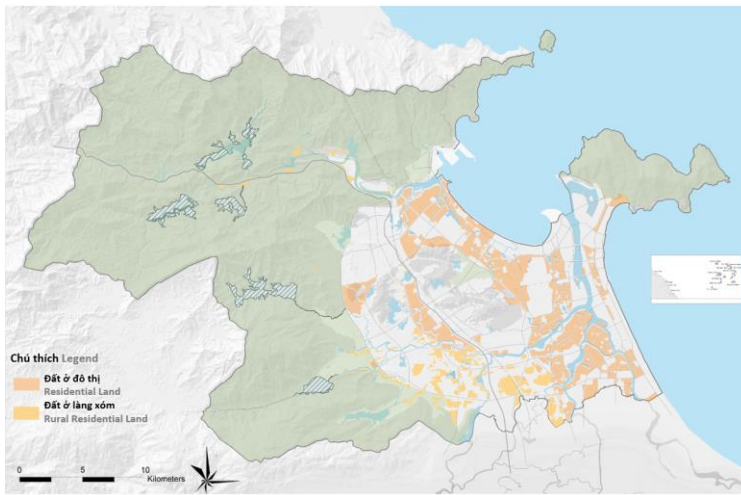 Chú thích Legend
Đất ở đô thị
Residential Land
Đất ở làng xóm
Rural Residential Land
0 5 10
Kilometers